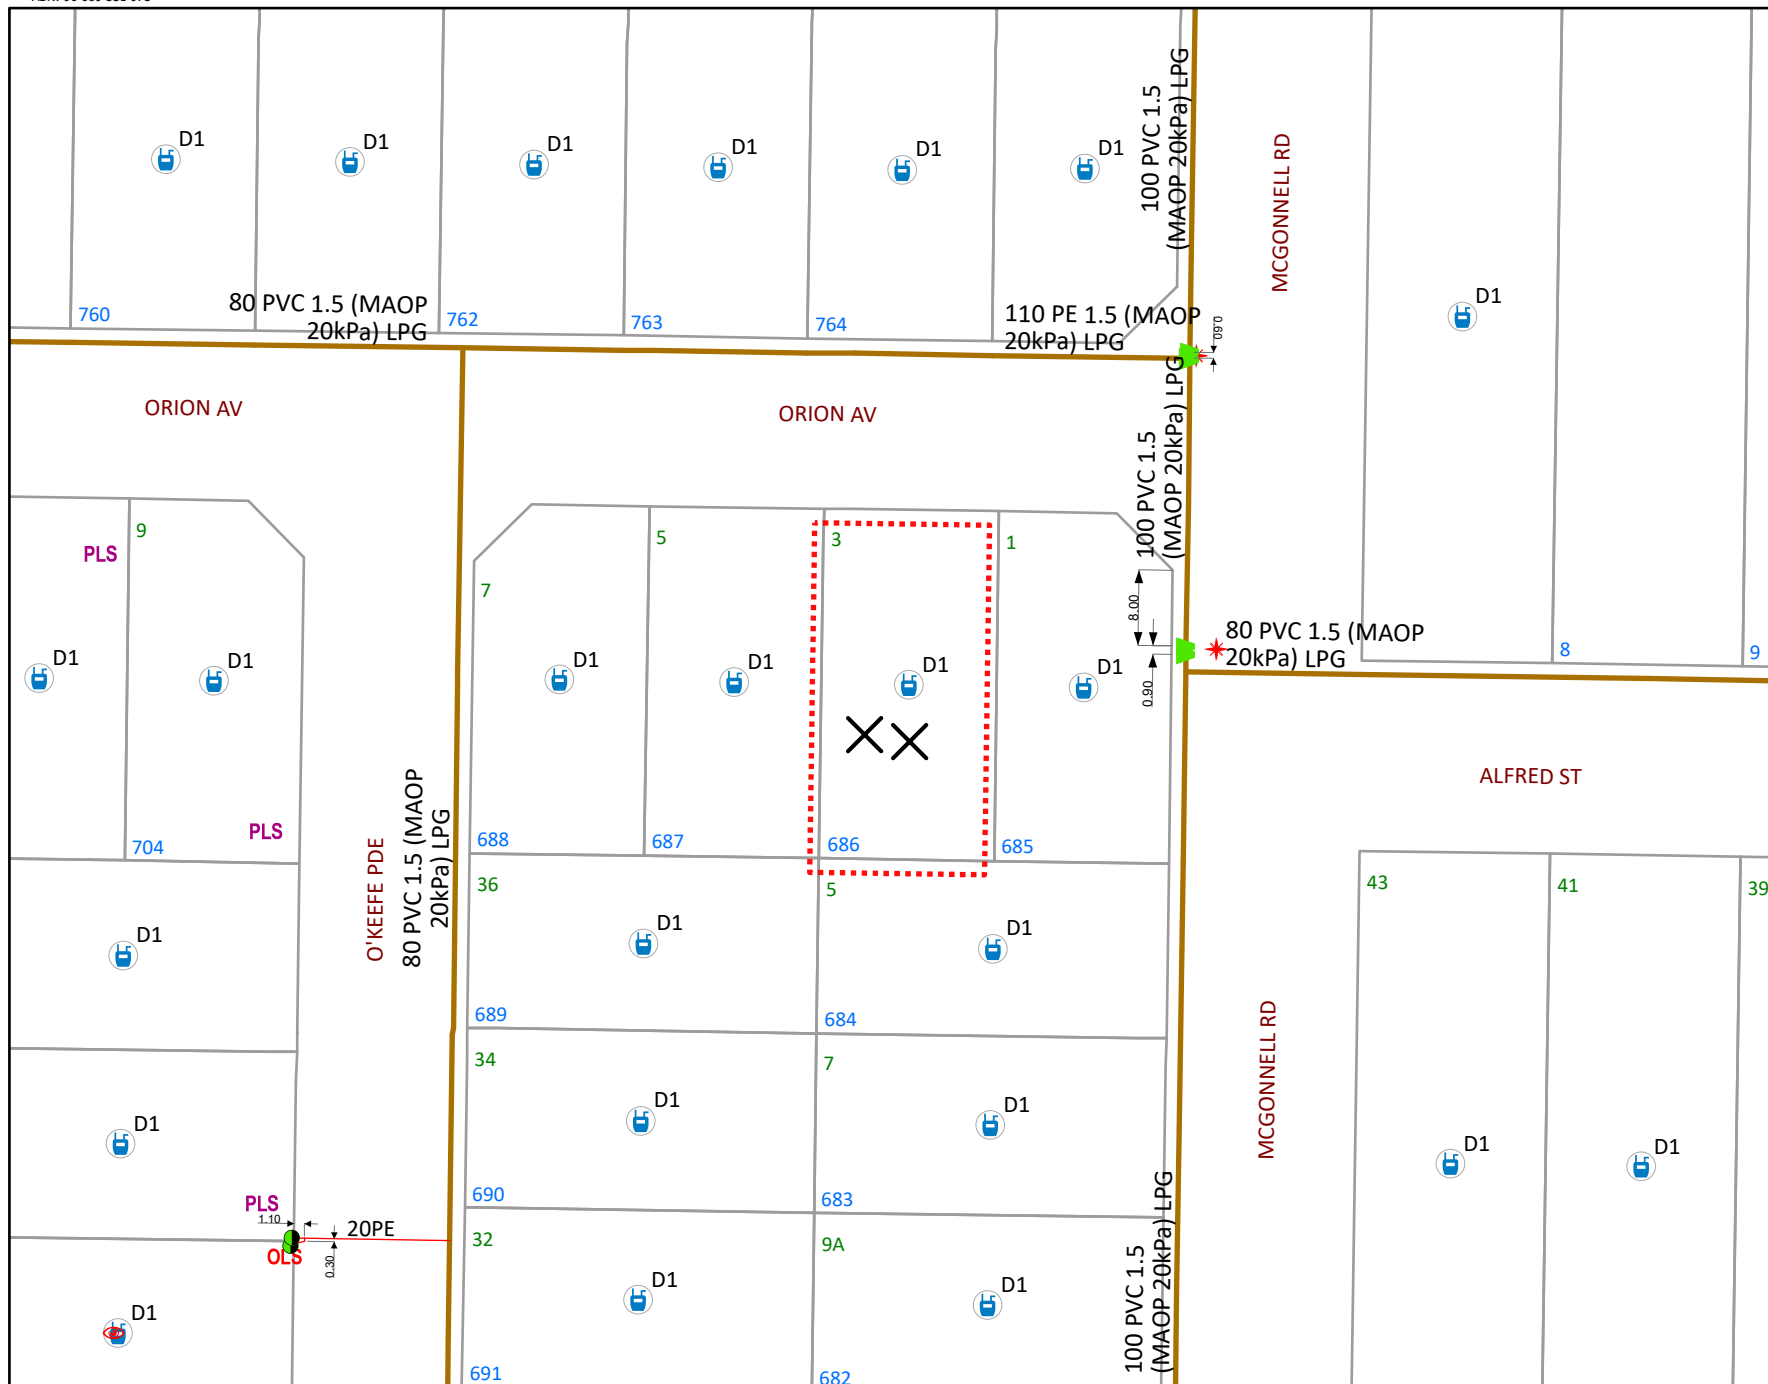 D1
D1
D1
D1
D1
D1
100 PVC 1.5
(MAOP 20kPa) LPG
MCGONNELL RD
D1
760
80 PVC 1.5 (MAOP
20kPa) LPG
762
763
764
110 PE 1.5 (MAOP
20kPa) LPG
0.60
ORION AV
ORION AV
100 PVC 1.5
(MAOP 20kPa) LPG
9
PLS
5
3
1
7
8.00
0.90
80 PVC 1.5 (MAOP
20kPa) LPG
8
9
D1
D1
D1
D1
D1
D1
ALFRED ST
PLS
704
688
687
686
685
O'KEEFE PDE
80 PVC 1.5 (MAOP
20kPa) LPG
36
5
43
41
39
D1
D1
D1
689
684
34
7
MCGONNELL RD
D1
D1
D1
D1
D1
690
683
PLS
1.10
20PE
OLS
0.30
32
9A
100 PVC 1.5
(MAOP 20kPa) LPG
D1
D1
D1
691
682